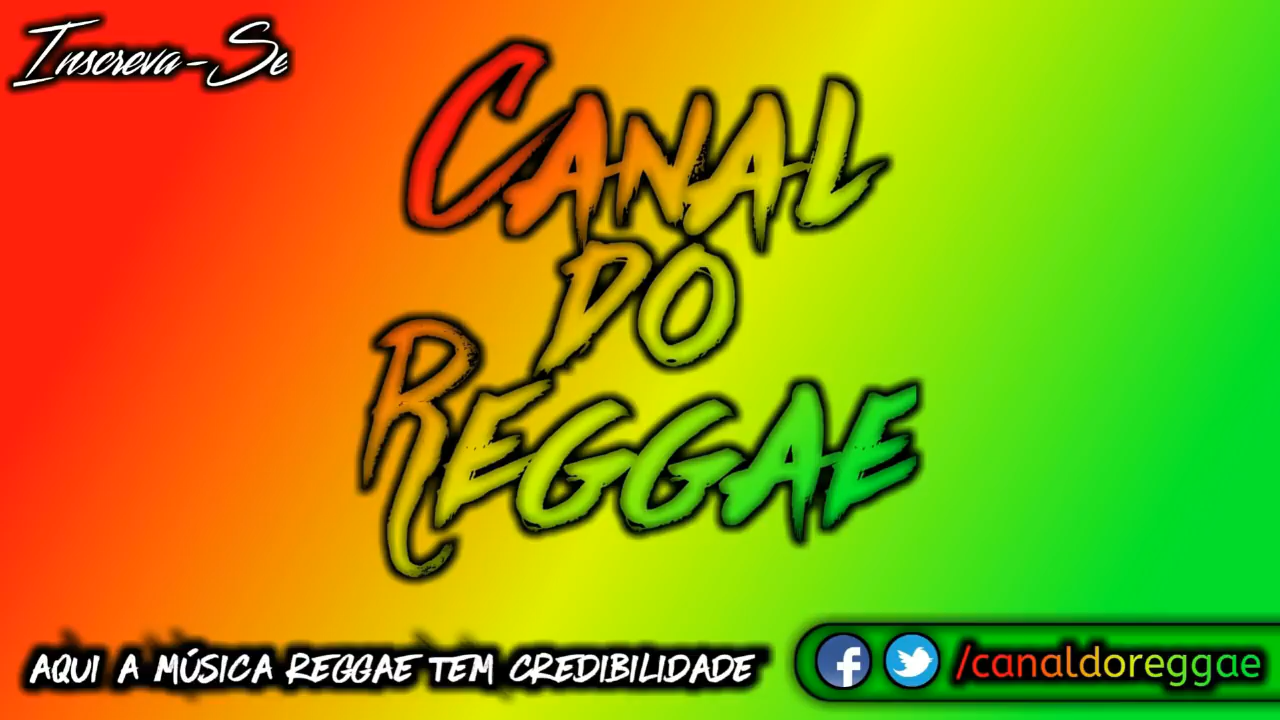 Inscreva-Se
Canal
do
Reggae
AQUI A MÚSICA REGGAE TEM CREDIBILIDADE
/canaldoreggae